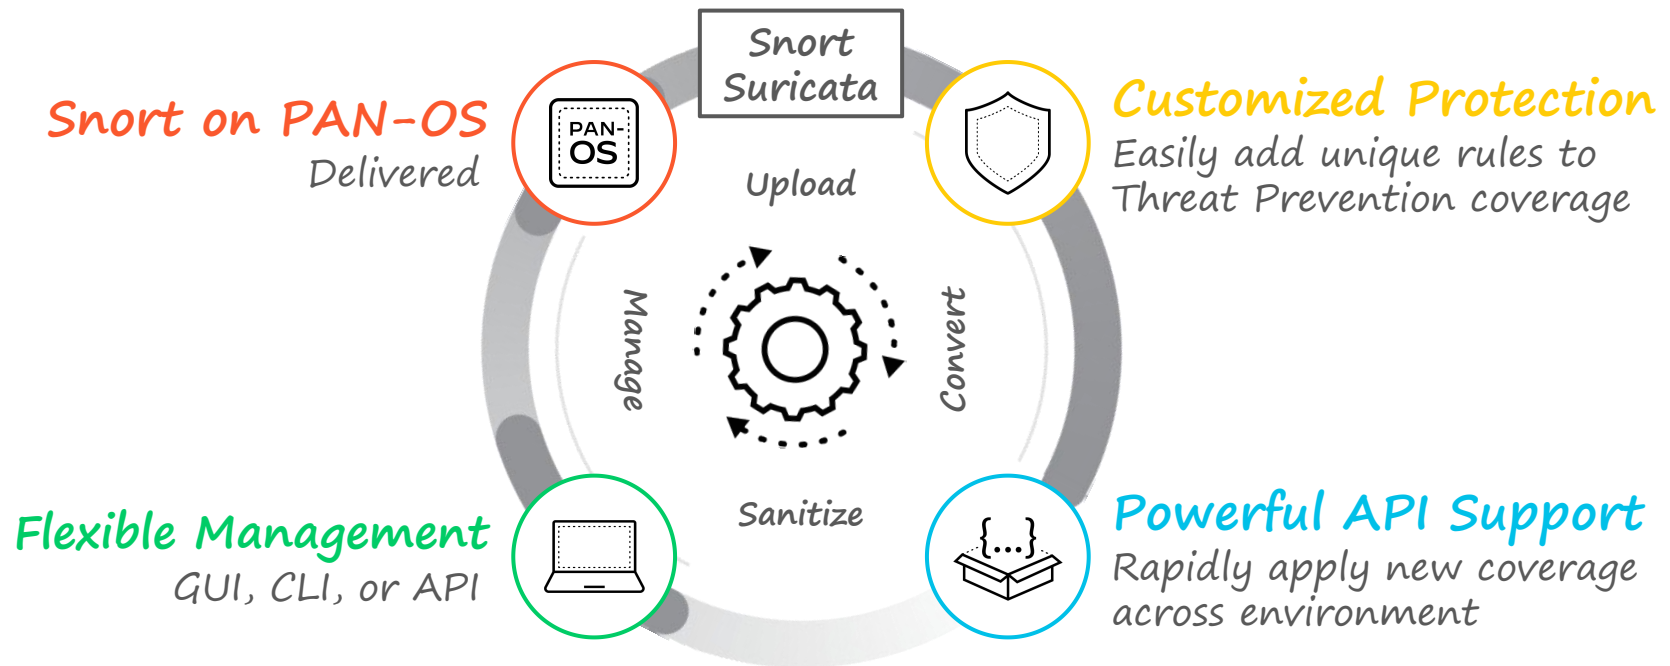 Snort
Suricata
Snort on PAN-OS
Delivered
PAN-
OS
Customized Protection
Easily add unique rules to
Threat Prevention coverage
Upload
Manage
Convert
Sanitize
Flexible Management
GUI, CLI, or API
{...}
Powerful API Support
Rapidly apply new coverage
across environment